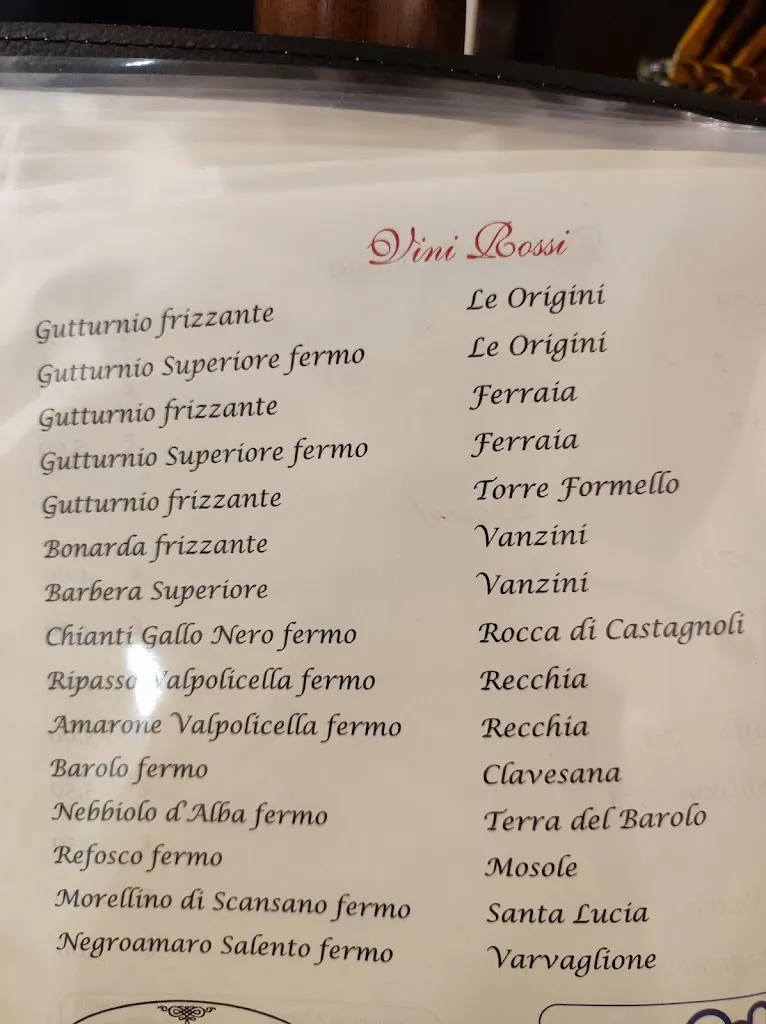 Vini Rossi
Gutturnio frizzante Le Origini
Gutturnio Superiore fermo Le Origini
Gutturnio frizzante Ferraia
Gutturnio Superiore fermo Ferraia
Gutturnio frizzante Torre Formello
Bonarda frizzante Vanzini
Barbera Superiore Vanzini
Chianti Gallo Nero fermo Rocca di Castagnoli
Ripasso Valpolicella fermo Recchia
Amarone Valpolicella fermo Recchia
Barolo fermo Clavesana
Nebbiolo d'Alba fermo Terra del Barolo
Refosco fermo Mosole
Morellino di Scansano fermo Santa Lucia
Negroamaro Salento fermo Varvaglione